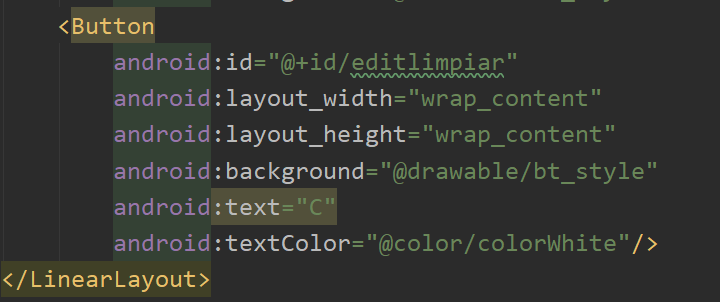 <Button
android:id="@+id/editlimpiar"
android:layout_width="wrap_content"
android:layout_height="wrap_content"
android:background="@drawable/bt_style"
android:text="C"
android:textColor="@color/colorWhite"/>
</LinearLayout>